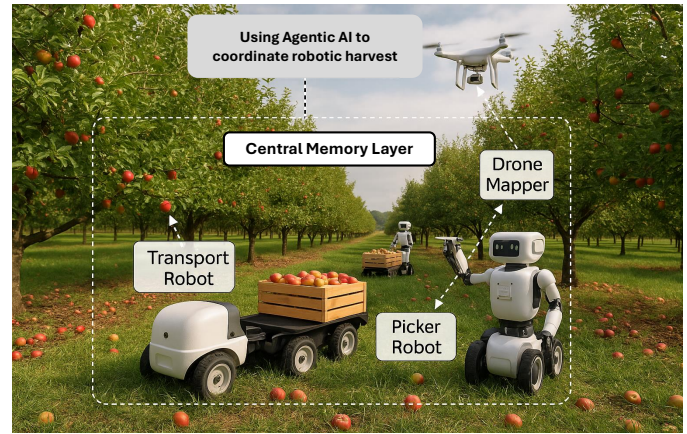 Using Agentic AI to
coordinate robotic harvest
Central Memory Layer
Drone
Mapper
Transport
Robot
Picker
Robot